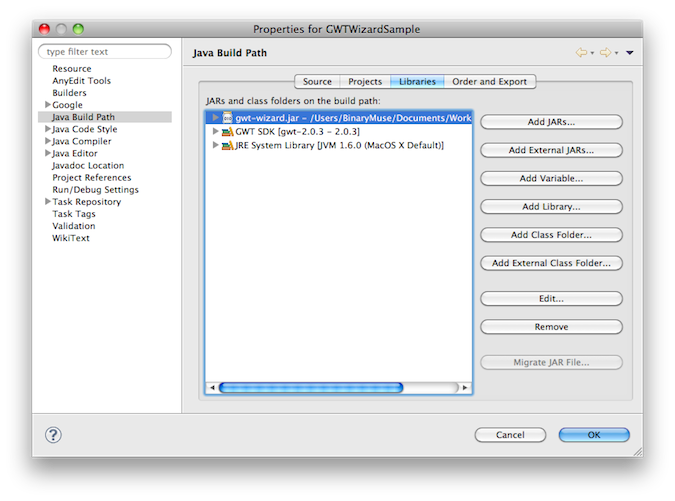 Properties for GWTWizardSample
type filter text
Resource
AnyEdit Tools
Builders
Google
Java Build Path
Java Code Style
Java Compiler
Java Editor
Javadoc Location
Project References
Run/Debug Settings
Task Repository
Task Tags
Validation
WikiText
Java Build Path
Source Projects Libraries Order and Export
JARs and class folders on the build path:
gwt-wizard.jar – /Users/BinaryMuse/Documents/Work
GWT SDK [gwt-2.0.3 - 2.0.3]
JRE System Library [JVM 1.6.0 (MacOS X Default)]
Add JARs...
Add External JARs...
Add Variable...
Add Library...
Add Class Folder...
Add External Class Folder...
Edit...
Remove
Migrate JAR File...
?
Cancel
OK